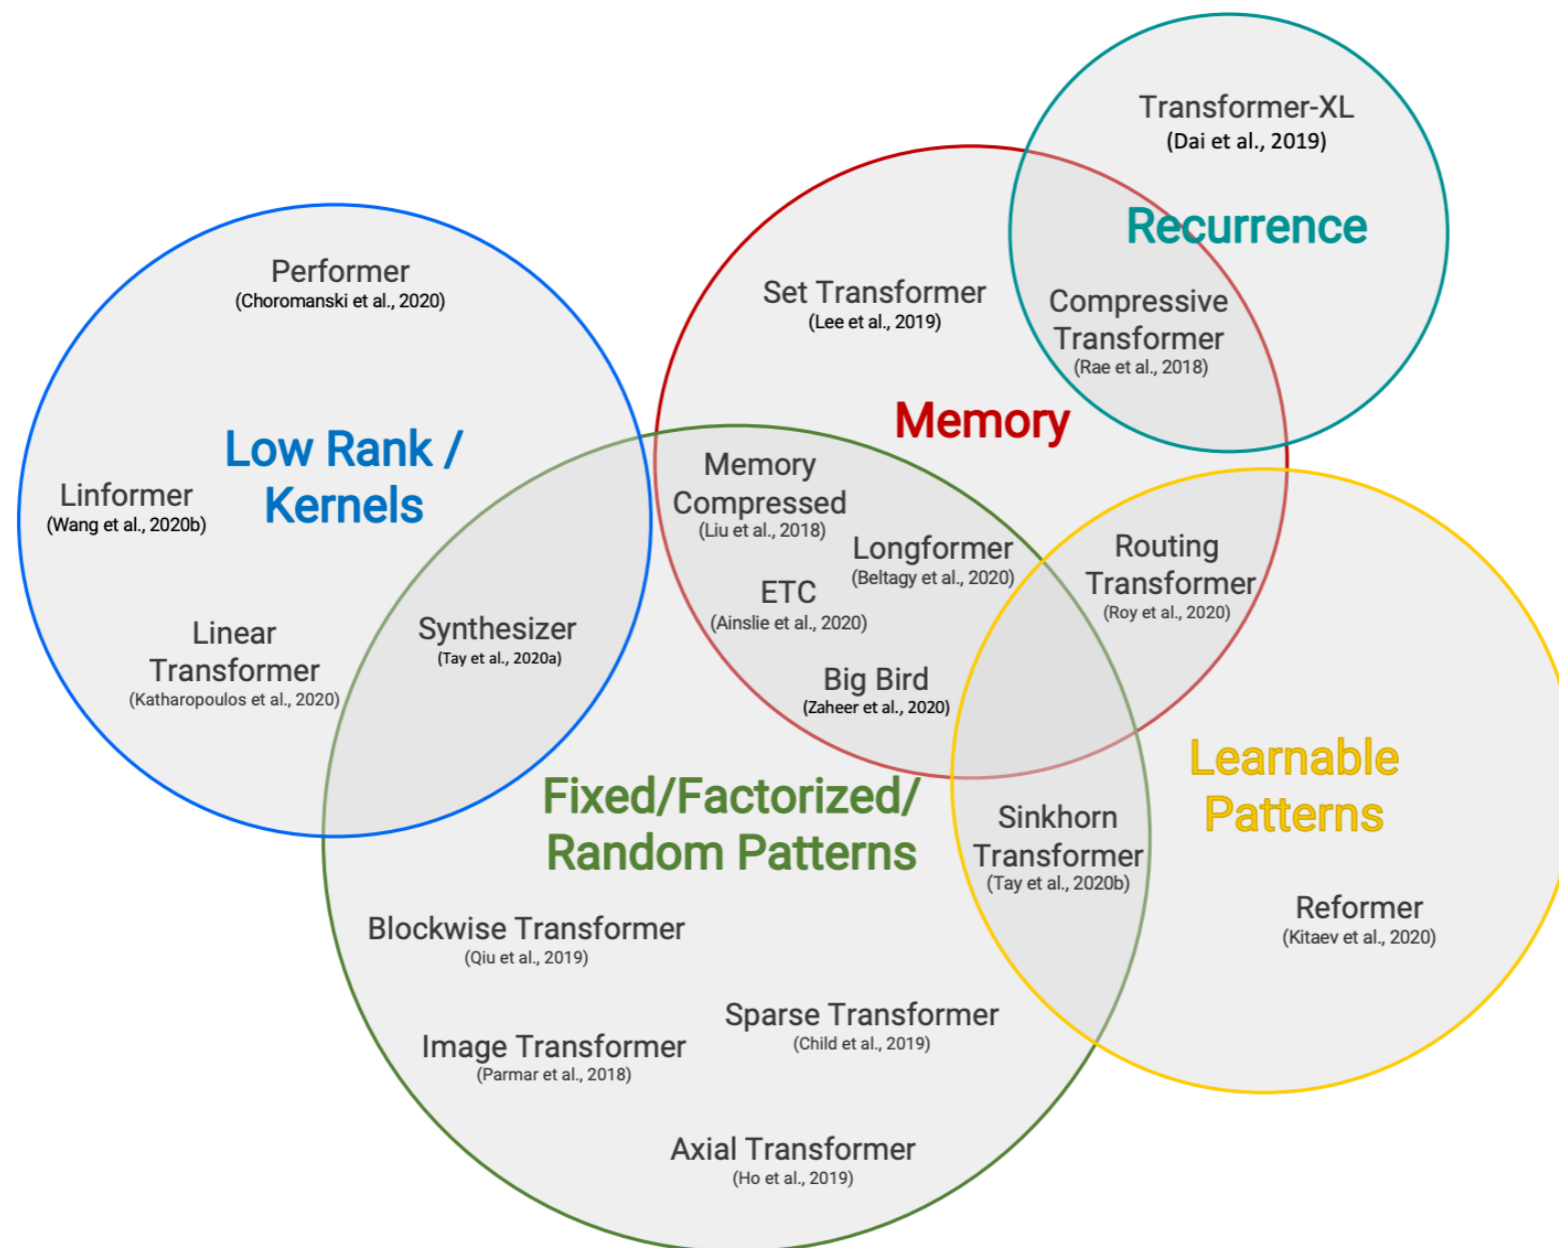 Transformer-XL
(Dai et al., 2019)
Recurrence
Compressive
Transformer
(Rae et al., 2018)
Set Transformer
(Lee et al., 2019)
Memory
Performer
(Choromanski et al., 2020)
Low Rank /
Kernels
Linformer
(Wang et al., 2020b)
Linear
Transformer
(Katharopoulos et al., 2020)
Synthesizer
(Tay et al., 2020a)
Memory
Compressed
(Liu et al., 2018)
Longformer
(Beltagy et al., 2020)
ETC
(Ainslie et al., 2020)
Big Bird
(Zaheer et al., 2020)
Routing
Transformer
(Roy et al., 2020)
Learnable
Patterns
Fixed/Factorized/
Random Patterns
Sinkhorn
Transformer
(Tay et al., 2020b)
Reformer
(Kitaev et al., 2020)
Blockwise Transformer
(Qiu et al., 2019)
Sparse Transformer
(Child et al., 2019)
Image Transformer
(Parmar et al., 2018)
Axial Transformer
(Ho et al., 2019)